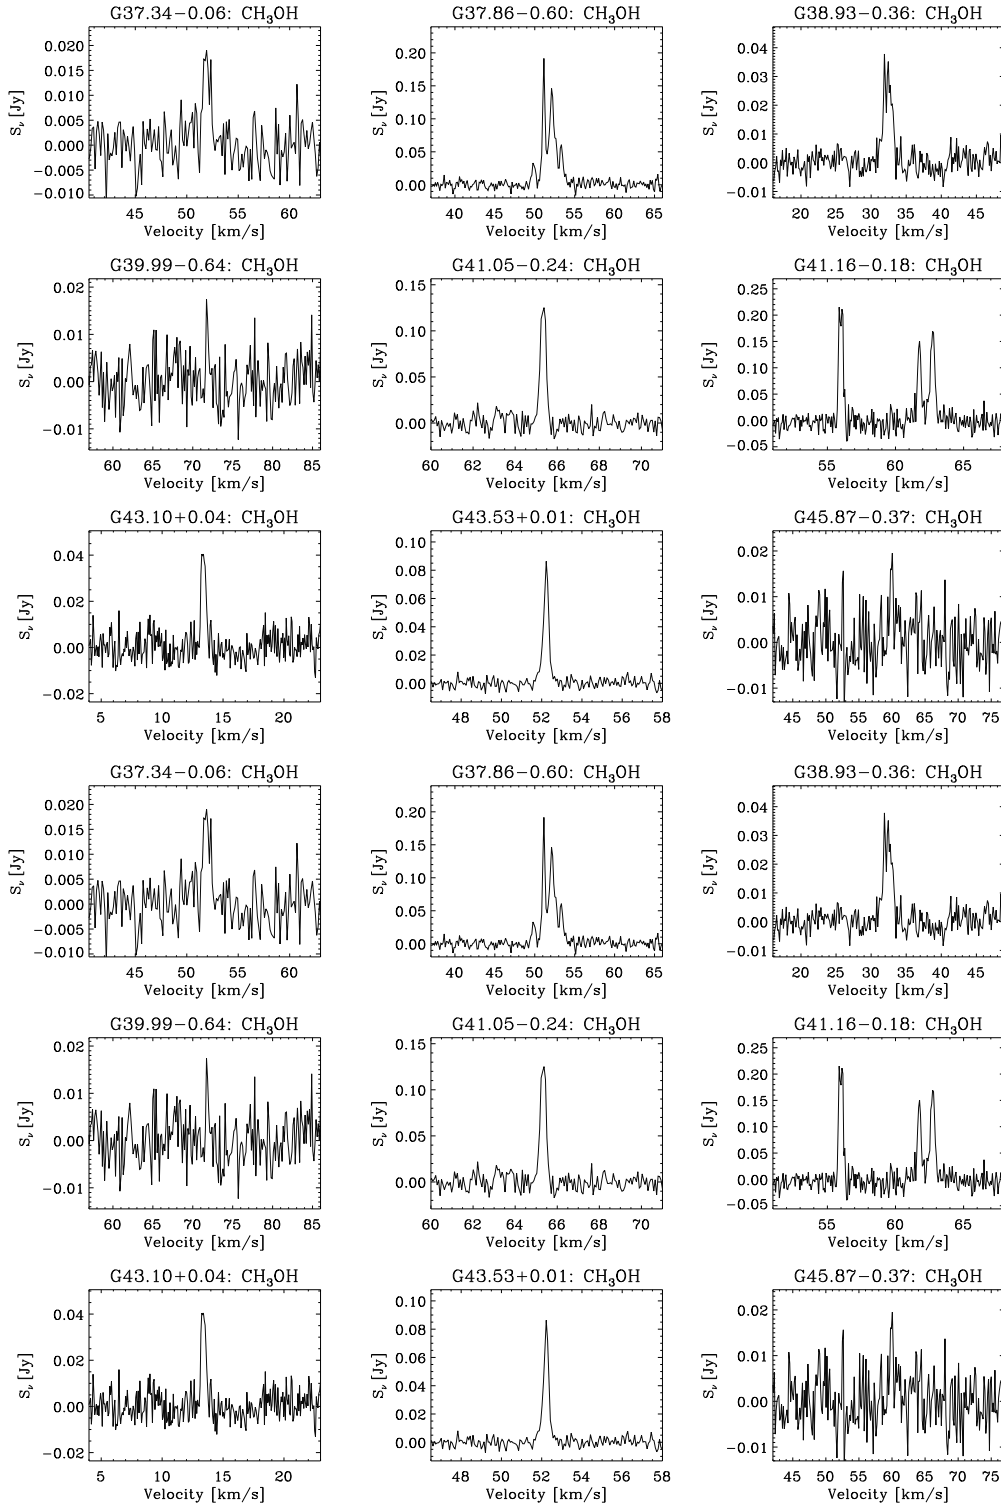 G37.34−0.06: CH₃OH
G37.86−0.60: CH₃OH
G38.93−0.36: CH₃OH
Sᵥ [Jy]
0.020
0.015
0.010
0.005
0.000
−0.005
−0.010
45 50 55 60
Velocity [km/s]
Sᵥ [Jy]
0.20
0.15
0.10
0.05
0.00
40 45 50 55 60 65
Velocity [km/s]
Sᵥ [Jy]
0.04
0.03
0.02
0.01
0.00
−0.01
20 25 30 35 40 45
Velocity [km/s]
G39.99−0.64: CH₃OH
G41.05−0.24: CH₃OH
G41.16−0.18: CH₃OH
Sᵥ [Jy]
0.02
0.01
0.00
−0.01
60 65 70 75 80 85
Velocity [km/s]
Sᵥ [Jy]
0.15
0.10
0.05
0.00
60 62 64 66 68 70
Velocity [km/s]
Sᵥ [Jy]
0.25
0.20
0.15
0.10
0.05
0.00
−0.05
55 60 65
Velocity [km/s]
G43.10+0.04: CH₃OH
G43.53+0.01: CH₃OH
G45.87−0.37: CH₃OH
Sᵥ [Jy]
0.04
0.02
0.00
−0.02
5 10 15 20
Velocity [km/s]
Sᵥ [Jy]
0.10
0.08
0.06
0.04
0.02
0.00
48 50 52 54 56 58
Velocity [km/s]
Sᵥ [Jy]
0.02
0.01
0.00
−0.01
45 50 55 60 65 70 75
Velocity [km/s]
G37.34−0.06: CH₃OH
G37.86−0.60: CH₃OH
G38.93−0.36: CH₃OH
Sᵥ [Jy]
0.020
0.015
0.010
0.005
0.000
−0.005
−0.010
45 50 55 60
Velocity [km/s]
Sᵥ [Jy]
0.20
0.15
0.10
0.05
0.00
40 45 50 55 60 65
Velocity [km/s]
Sᵥ [Jy]
0.04
0.03
0.02
0.01
0.00
−0.01
20 25 30 35 40 45
Velocity [km/s]
G39.99−0.64: CH₃OH
G41.05−0.24: CH₃OH
G41.16−0.18: CH₃OH
Sᵥ [Jy]
0.02
0.01
0.00
−0.01
60 65 70 75 80 85
Velocity [km/s]
Sᵥ [Jy]
0.15
0.10
0.05
0.00
60 62 64 66 68 70
Velocity [km/s]
Sᵥ [Jy]
0.25
0.20
0.15
0.10
0.05
0.00
−0.05
55 60 65
Velocity [km/s]
G43.10+0.04: CH₃OH
G43.53+0.01: CH₃OH
G45.87−0.37: CH₃OH
Sᵥ [Jy]
0.04
0.02
0.00
−0.02
5 10 15 20
Velocity [km/s]
Sᵥ [Jy]
0.10
0.08
0.06
0.04
0.02
0.00
48 50 52 54 56 58
Velocity [km/s]
Sᵥ [Jy]
0.02
0.01
0.00
−0.01
45 50 55 60 65 70 75
Velocity [km/s]